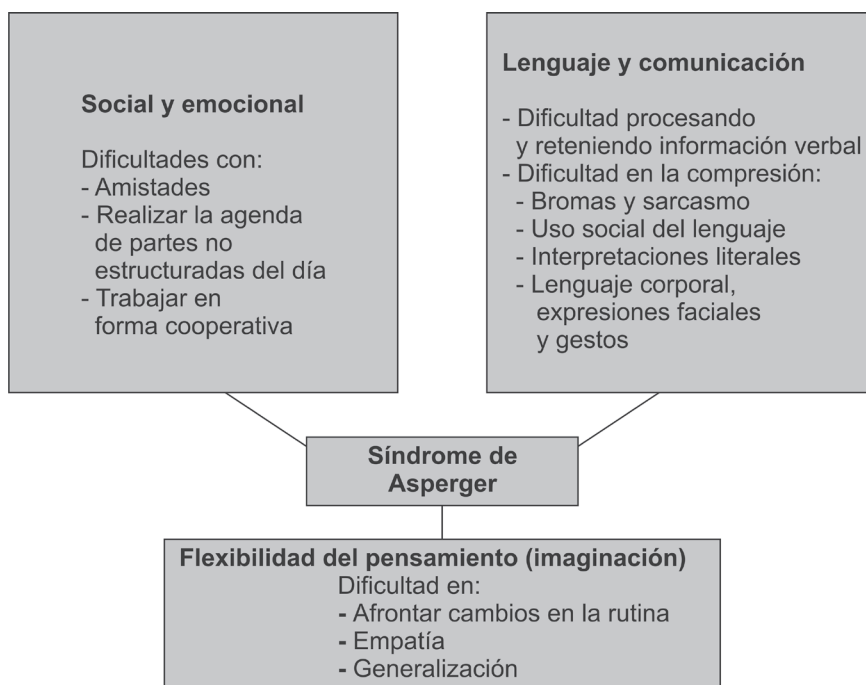 Social y emocional
Dificultades con:
- Amistades
- Realizar la agenda
de partes no
estructuradas del día
- Trabajar en
forma cooperativa
Lenguaje y comunicación
- Dificultad procesando
y reteniendo información verbal
- Dificultad en la compresión:
- Bromas y sarcasmo
- Uso social del lenguaje
- Interpretaciones literales
- Lenguaje corporal,
expresiones faciales
y gestos
Síndrome de
Asperger
Flexibilidad del pensamiento (imaginación)
Dificultad en:
- Afrontar cambios en la rutina
- Empatía
- Generalización